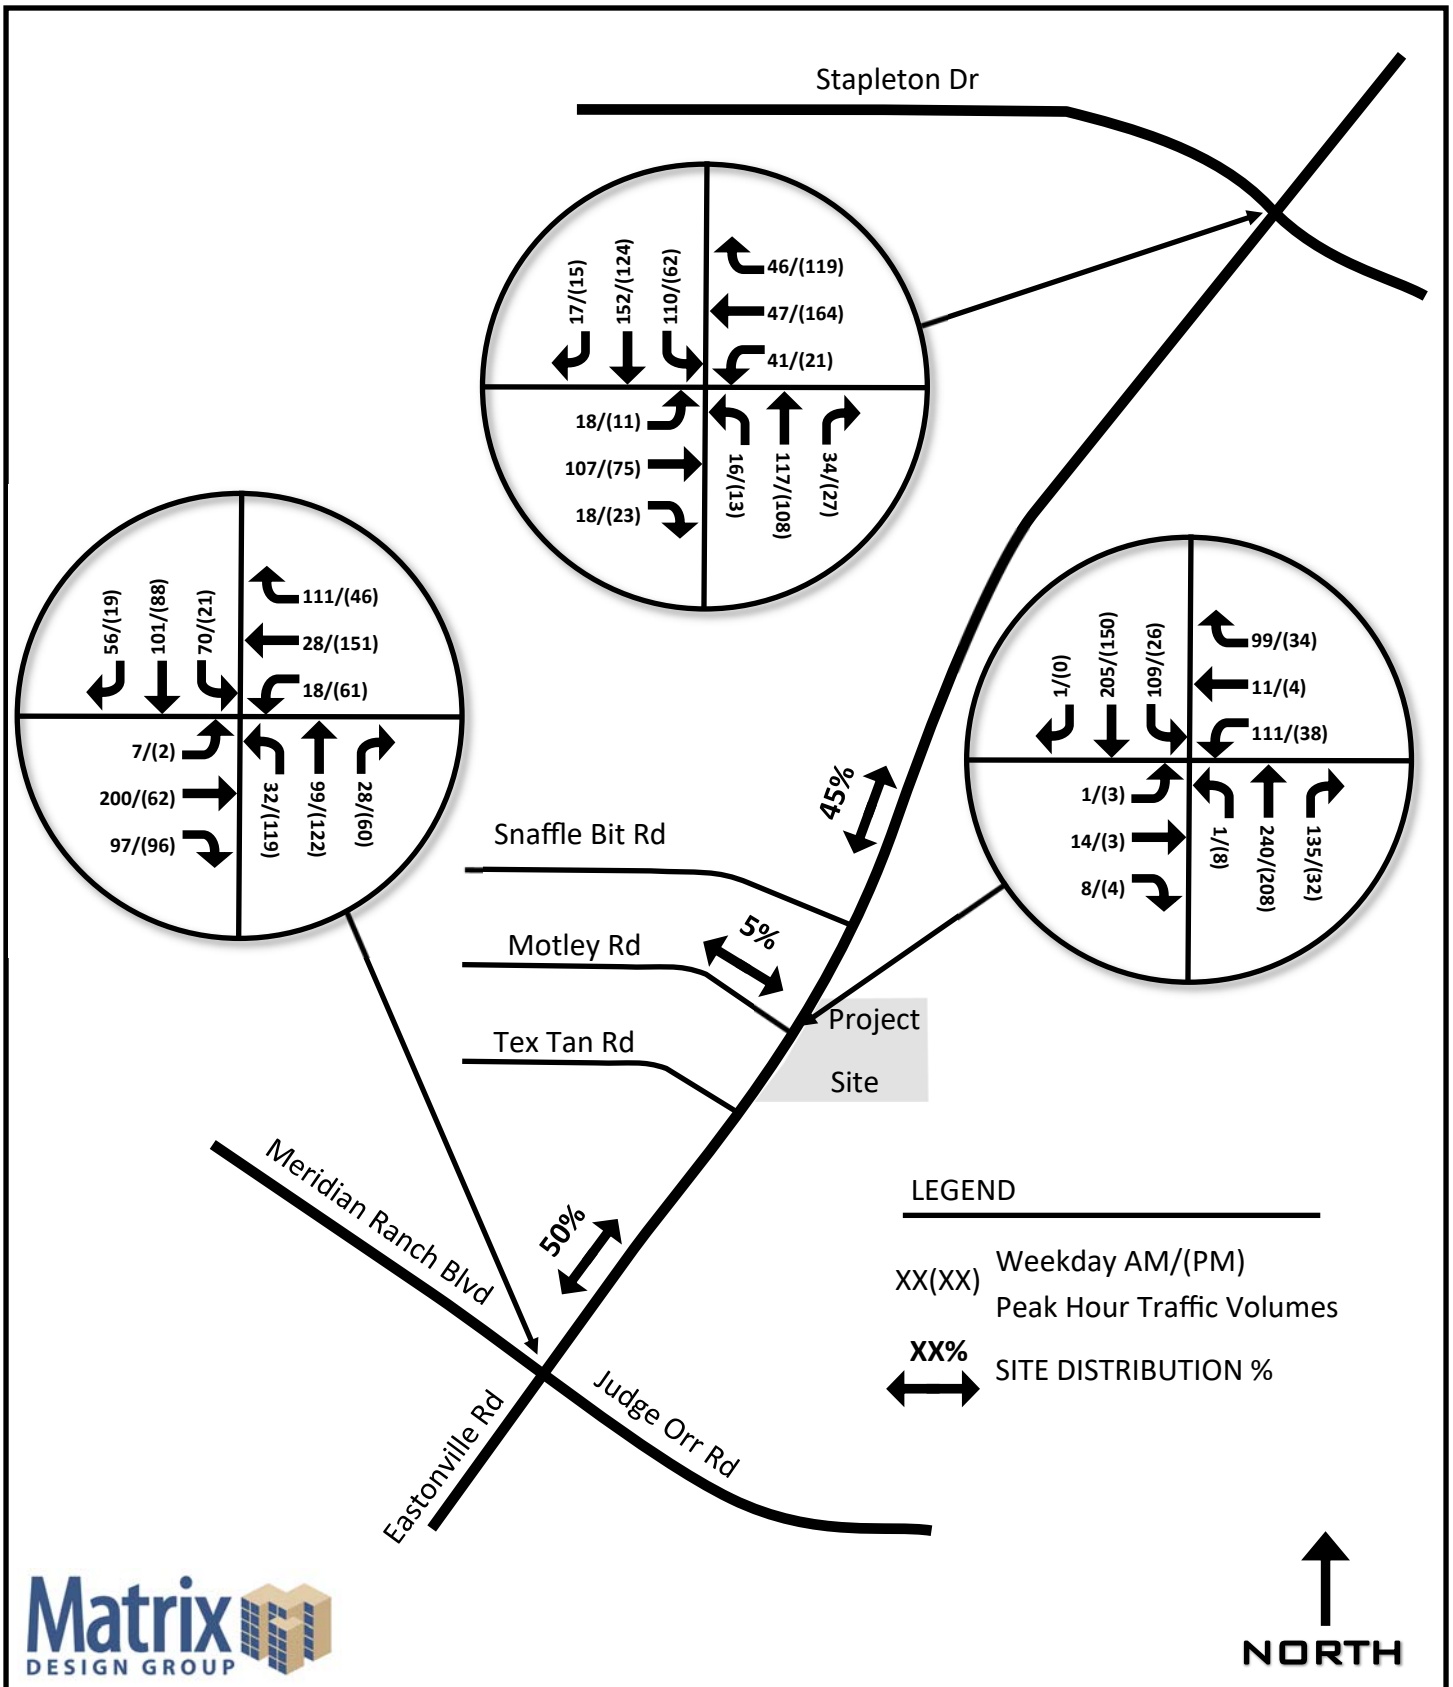 Stapleton Dr
17/(15)
152/(124)
110/(62)
46/(119)
47/(164)
41/(21)
18/(11)
107/(75)
18/(23)
16/(13)
117/(108)
34/(27)
56/(19)
101/(88)
70/(21)
111/(46)
28/(151)
18/(61)
7/(2)
200/(62)
97/(96)
32/(119)
99/(122)
28/(60)
1/(0)
205/(150)
109/(26)
99/(34)
11/(4)
111/(38)
1/(3)
14/(3)
8/(4)
1/(8)
240/(208)
135/(32)
45%
Snaffle Bit Rd
5%
Motley Rd
Project
Site
Tex Tan Rd
Meridian Ranch Blvd
50%
Judge Orr Rd
Eastonville Rd
LEGEND
XX(XX)
Weekday AM/(PM)
Peak Hour Traffic Volumes
XX%
SITE DISTRIBUTION %
Matrix
DESIGN GROUP
NORTH